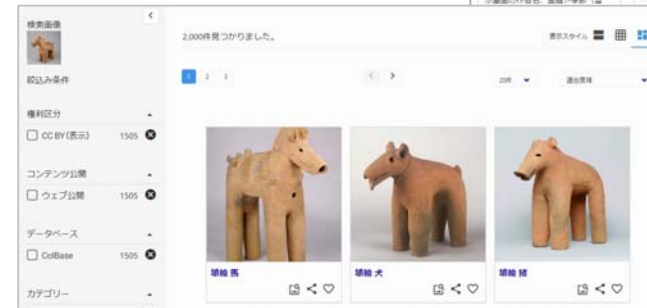 検索画像
絞込み条件
権利区分
CC BY(表示) 1505
コンテンツ公開
ウェブ公開 1505
データベース
ColBase 1505
カテゴリー
2,000件見つかりました。
表示スタイル
1 2 3
20件
適合度順
埴輪 馬
埴輪 犬
埴輪 猪